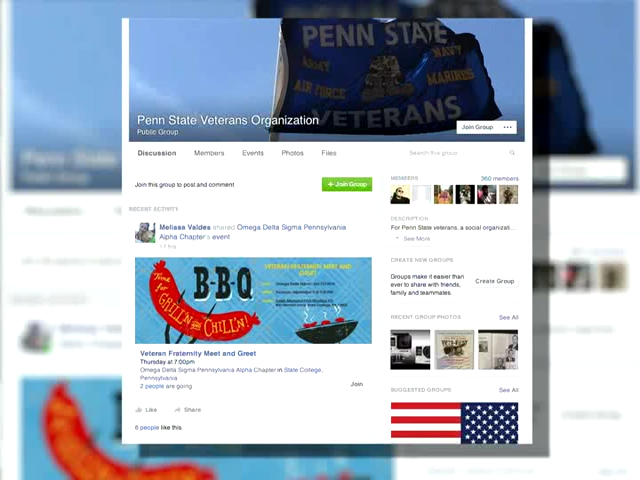 PENN STATE
ARMY
NAVY
AIR FORCE
MARINES
VETERANS
Penn State Veterans Organization
Public Group
Join Group
Discussion
Members
Events
Photos
Files
Search this group
Join this group to post and comment
+ Join Group
RECENT ACTIVITY
Melissa Valdes shared Omega Delta Sigma Pennsylvania
Alpha Chapter's event
Time for
GRILL'N and CHILL'N!
B-B-Q
VETERAN FRATERNITY MEET AND
GREET!
Veteran Fraternity Meet and Greet
Thursday at 7:00pm
Omega Delta Sigma Pennsylvania Alpha Chapter in State College,
Pennsylvania
2 people are going
Join
Like
Share
6 people like this.
MEMBERS
360 members
DESCRIPTION
For Penn State veterans, a social organizati...
See More
CREATE NEW GROUPS
Groups make it easier than
ever to share with friends,
family and teammates.
Create Group
RECENT GROUP PHOTOS
See All
SUGGESTED GROUPS
See All